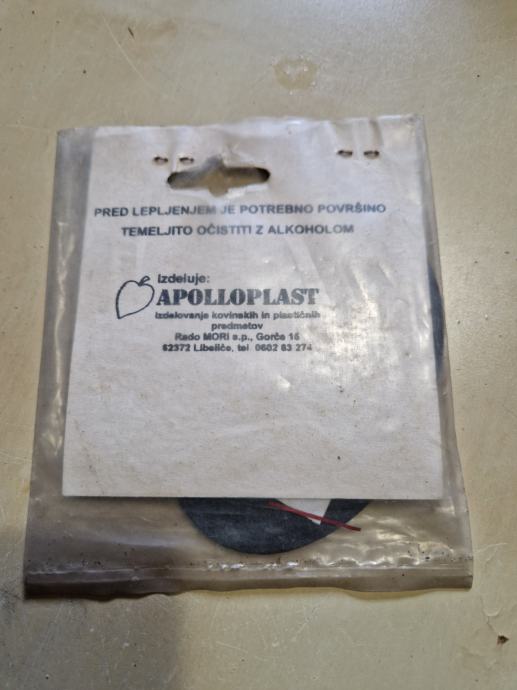 PRED LEPLJENJEM JE POTREBNO POVRŠINO
TEMELJITO OČISTITI Z ALKOHOLOM
Izdeluje:
APOLLOPLAST
Izdelovanje kovinskih in plastičnih
predmetov
Rado MORI s.p., Gorče 15
62372 Libeliče, tel 0602 63 274